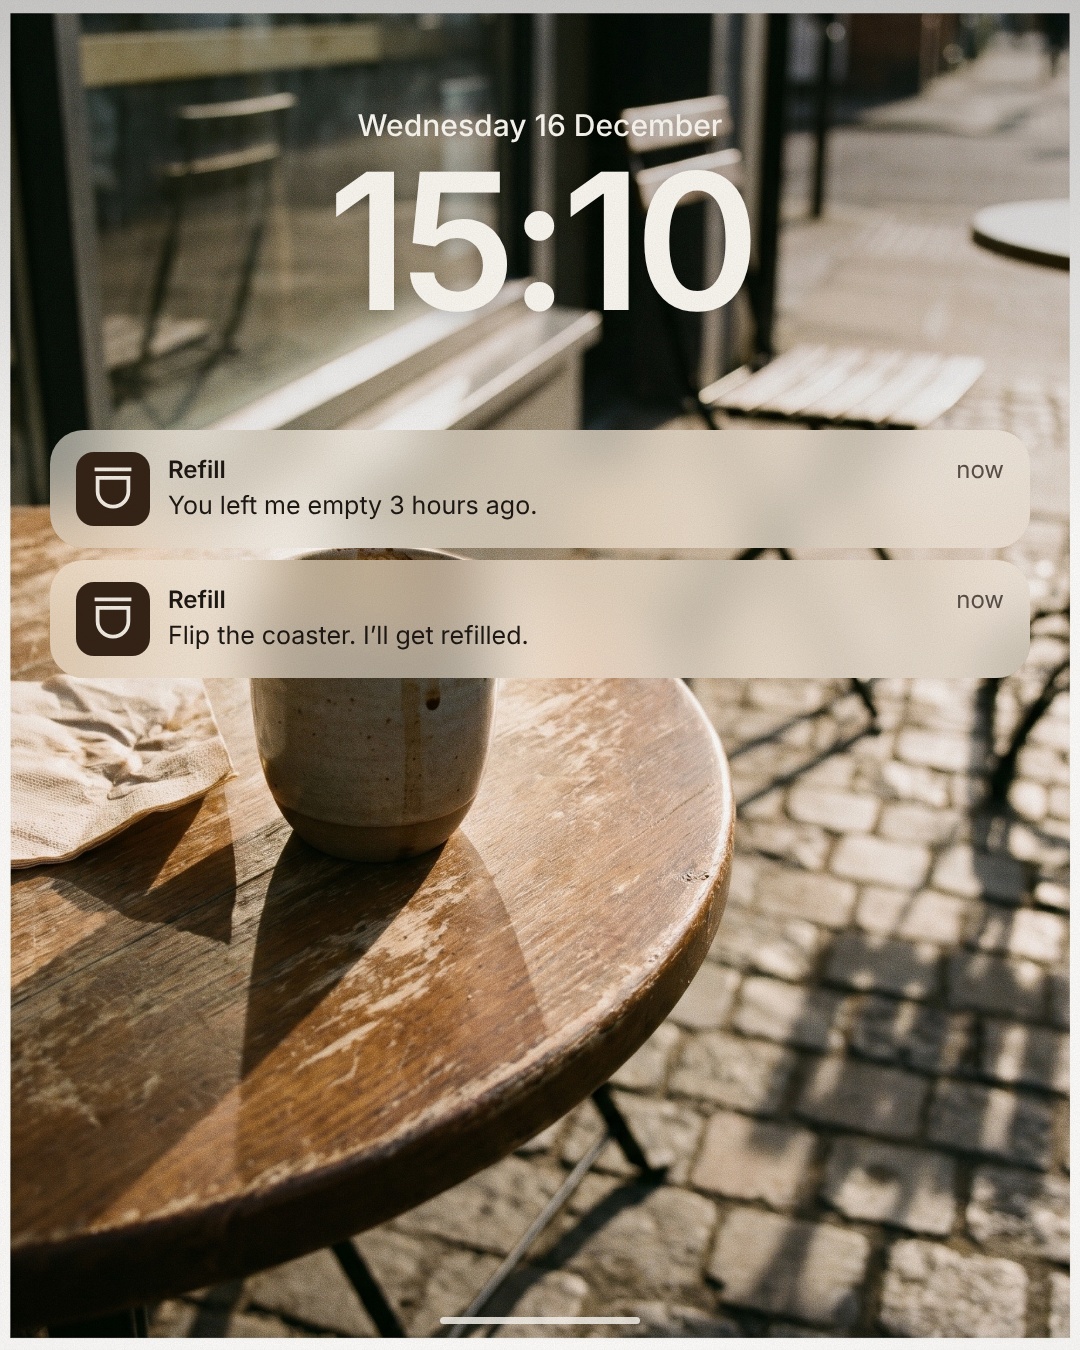 Wednesday 16 December
15:10
Refill
now
You left me empty 3 hours ago.
Refill
now
Flip the coaster. I’ll get refilled.